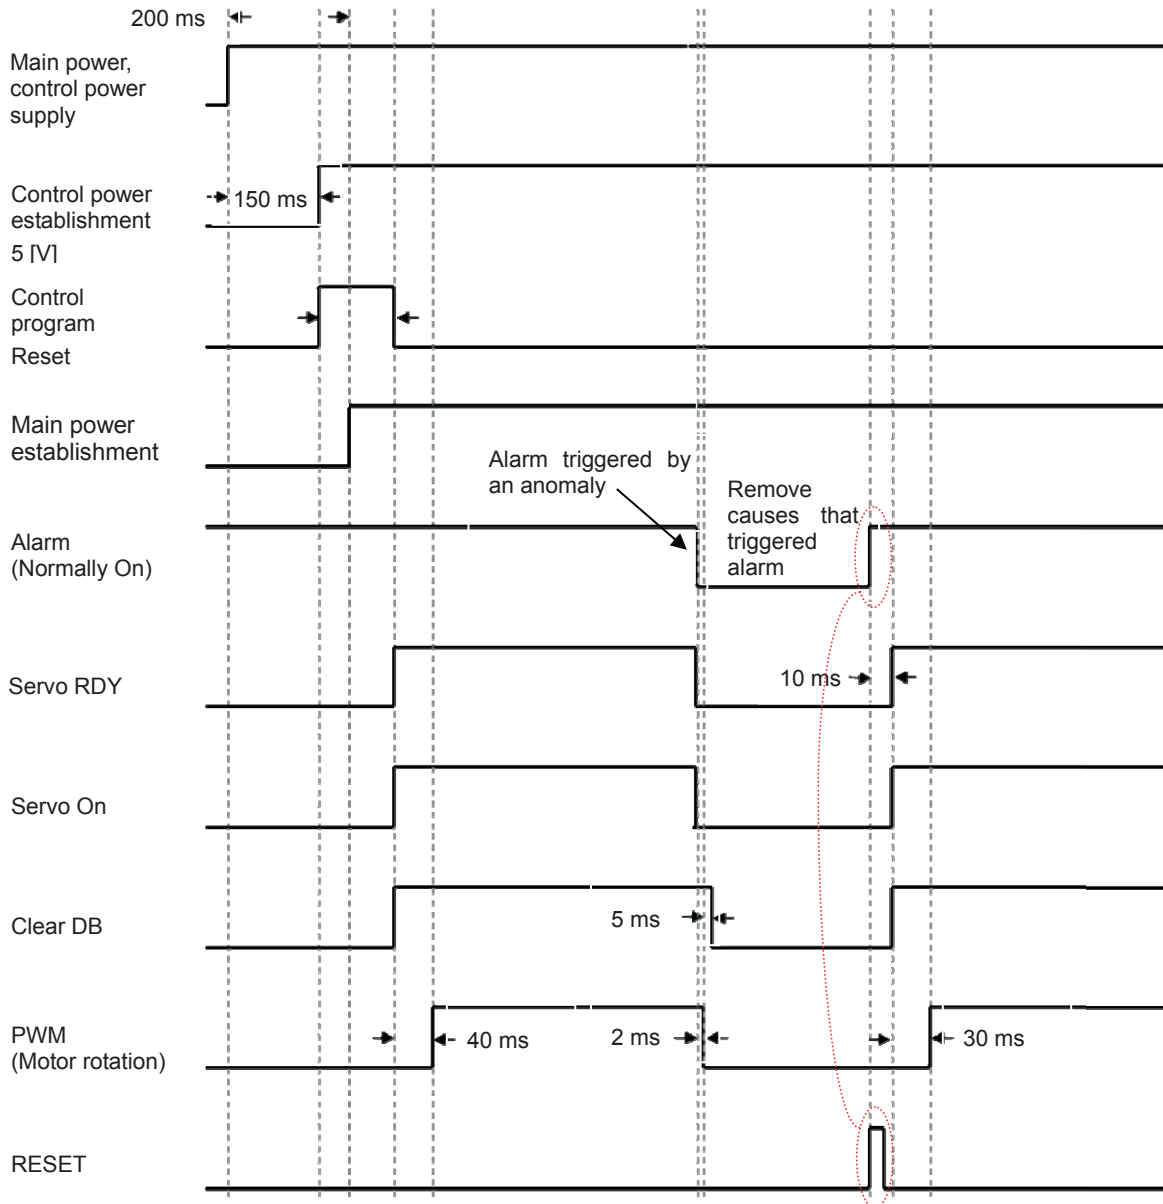 200 ms
Main power,
control power
supply
Control power
establishment
5 [V]
150 ms
Control
program
Reset
Main power
establishment
Alarm triggered by
an anomaly
Remove
causes that
triggered
alarm
Alarm
(Normally On)
Servo RDY
10 ms
Servo On
Clear DB
5 ms
PWM
(Motor rotation)
40 ms
2 ms
30 ms
RESET